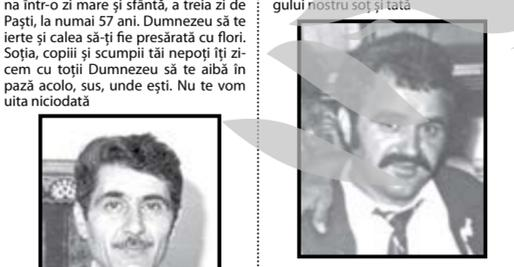 na într-o zi mare și sfântă, a treia zi de
Paști, la numai 57 ani. Dumnezeu să te
ierte și calea să-ți fie presărată cu flori.
Soția, copiii și scumpii tăi nepoți îți zi-
cem cu toții Dumnezeu să te aibă în
pază acolo, sus, unde ești. Nu te vom
uita niciodată
gului nostru soț și tată